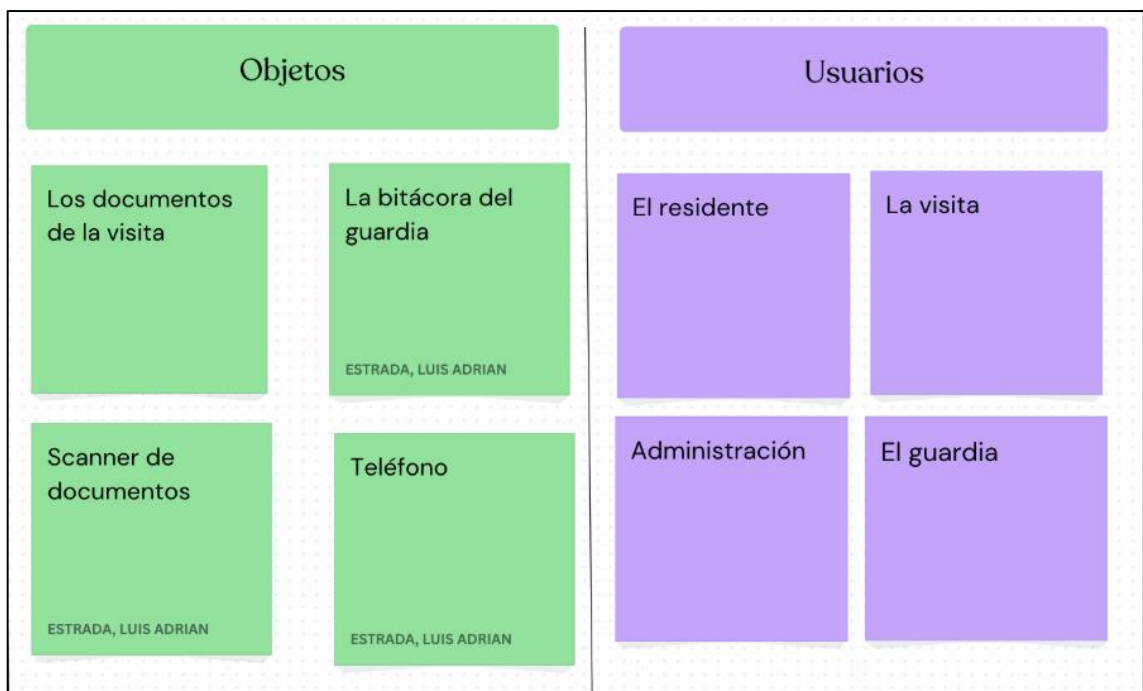 Objetos
Los documentos
de la visita
La bitácora del
guardia
ESTRADA, LUIS ADRIAN
Scanner de
documentos
ESTRADA, LUIS ADRIAN
Teléfono
ESTRADA, LUIS ADRIAN
Usuarios
El residente
La visita
Administración
El guardia